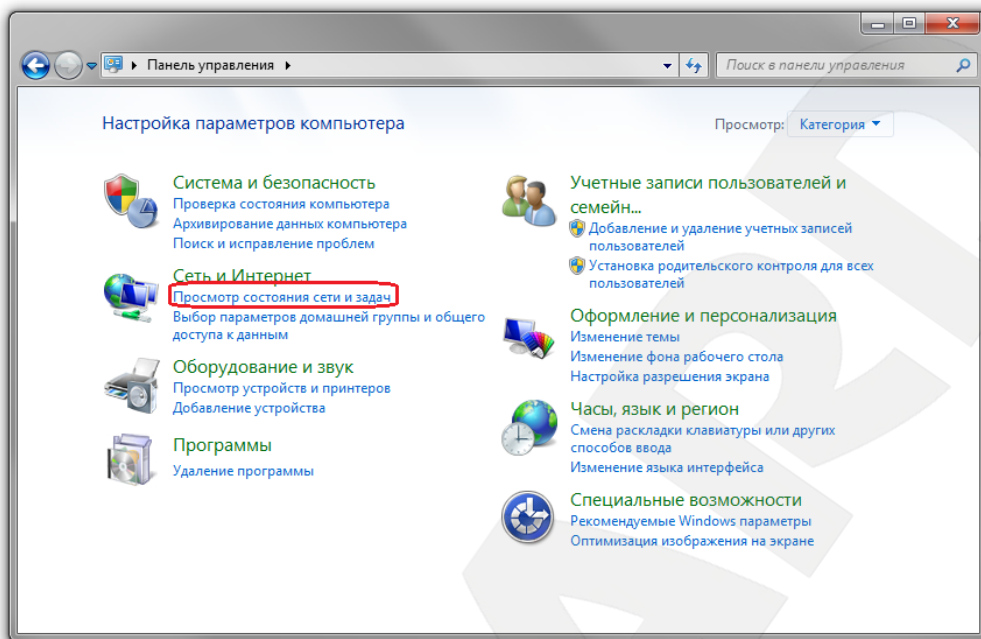 Панель управления
Поиск в панели управления
Настройка параметров компьютера
Просмотр: Категория
Система и безопасность
Проверка состояния компьютера
Архивирование данных компьютера
Поиск и исправление проблем
Сеть и Интернет
Просмотр состояния сети и задач
Выбор параметров домашней группы и общего
доступа к данным
Оборудование и звук
Просмотр устройств и принтеров
Добавление устройства
Программы
Удаление программы
Учетные записи пользователей и
семейн...
Добавление и удаление учетных записей
пользователей
Установка родительского контроля для всех
пользователей
Оформление и персонализация
Изменение темы
Изменение фона рабочего стола
Настройка разрешения экрана
Часы, язык и регион
Смена раскладки клавиатуры или других
способов ввода
Изменение языка интерфейса
Специальные возможности
Рекомендуемые Windows параметры
Оптимизация изображения на экране